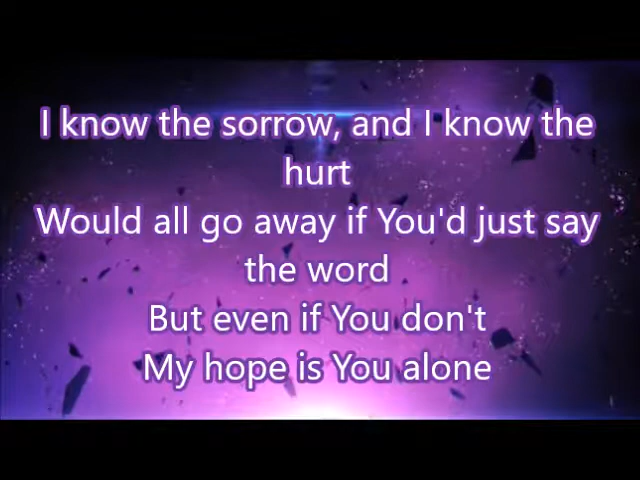 I know the sorrow, and I know the
hurt
Would all go away if You'd just say
the word
But even if You don't
My hope is You alone